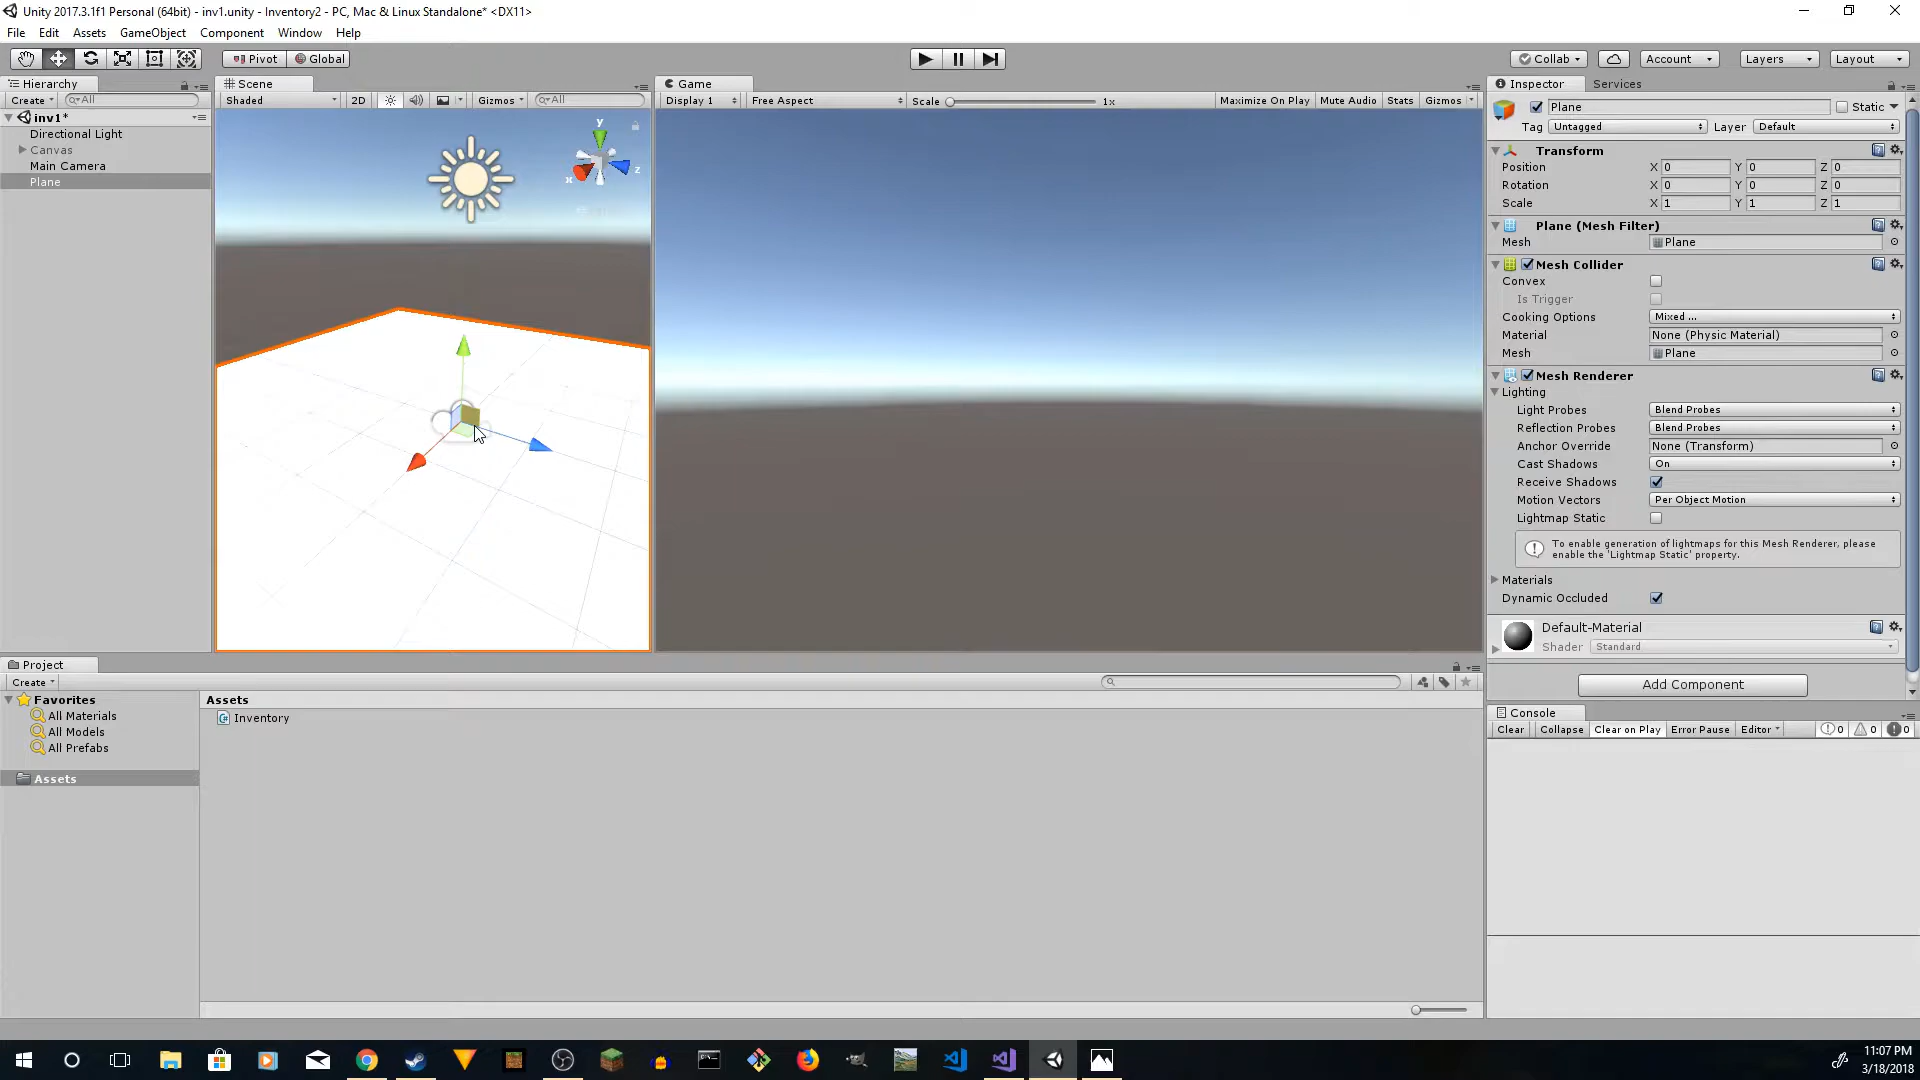 Unity 2017.3.1f1 Personal (64bit) - inv1.unity - Inventory2 - PC, Mac & Linux Standalone* <DX11>
File Edit Assets GameObject Component Window Help
Pivot Global
Collab Account Layers Layout
Hierarchy
Create All
inv1*
Directional Light
Canvas
Main Camera
Plane
Scene
Shaded 2D Gizmos All
y
x z
Game
Display 1 Free Aspect Scale 1x Maximize On Play Mute Audio Stats Gizmos
Inspector Services
Plane Static
Tag Untagged Layer Default
Transform
Position X 0 Y 0 Z 0
Rotation X 0 Y 0 Z 0
Scale X 1 Y 1 Z 1
Plane (Mesh Filter)
Mesh Plane
Mesh Collider
Convex
Is Trigger
Cooking Options Mixed ...
Material None (Physic Material)
Mesh Plane
Mesh Renderer
Lighting
Light Probes Blend Probes
Reflection Probes Blend Probes
Anchor Override None (Transform)
Cast Shadows On
Receive Shadows
Motion Vectors Per Object Motion
Lightmap Static
To enable generation of lightmaps for this Mesh Renderer, please
enable the 'Lightmap Static' property.
Materials
Dynamic Occluded
Default-Material
Shader Standard
Add Component
Project
Create
Favorites
All Materials
All Models
All Prefabs
Assets
Assets
Inventory
Console
Clear Collapse Clear on Play Error Pause Editor 0 0 0
11:07 PM
3/18/2018